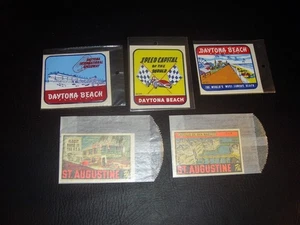 DAYTONA BEACH
SPEED CAPITAL
OF THE
WORLD
DAYTONA BEACH
DAYTONA BEACH
THE WORLD'S MOST FAMOUS BEACH
ST. AUGUSTINE
ST. AUGUSTINE